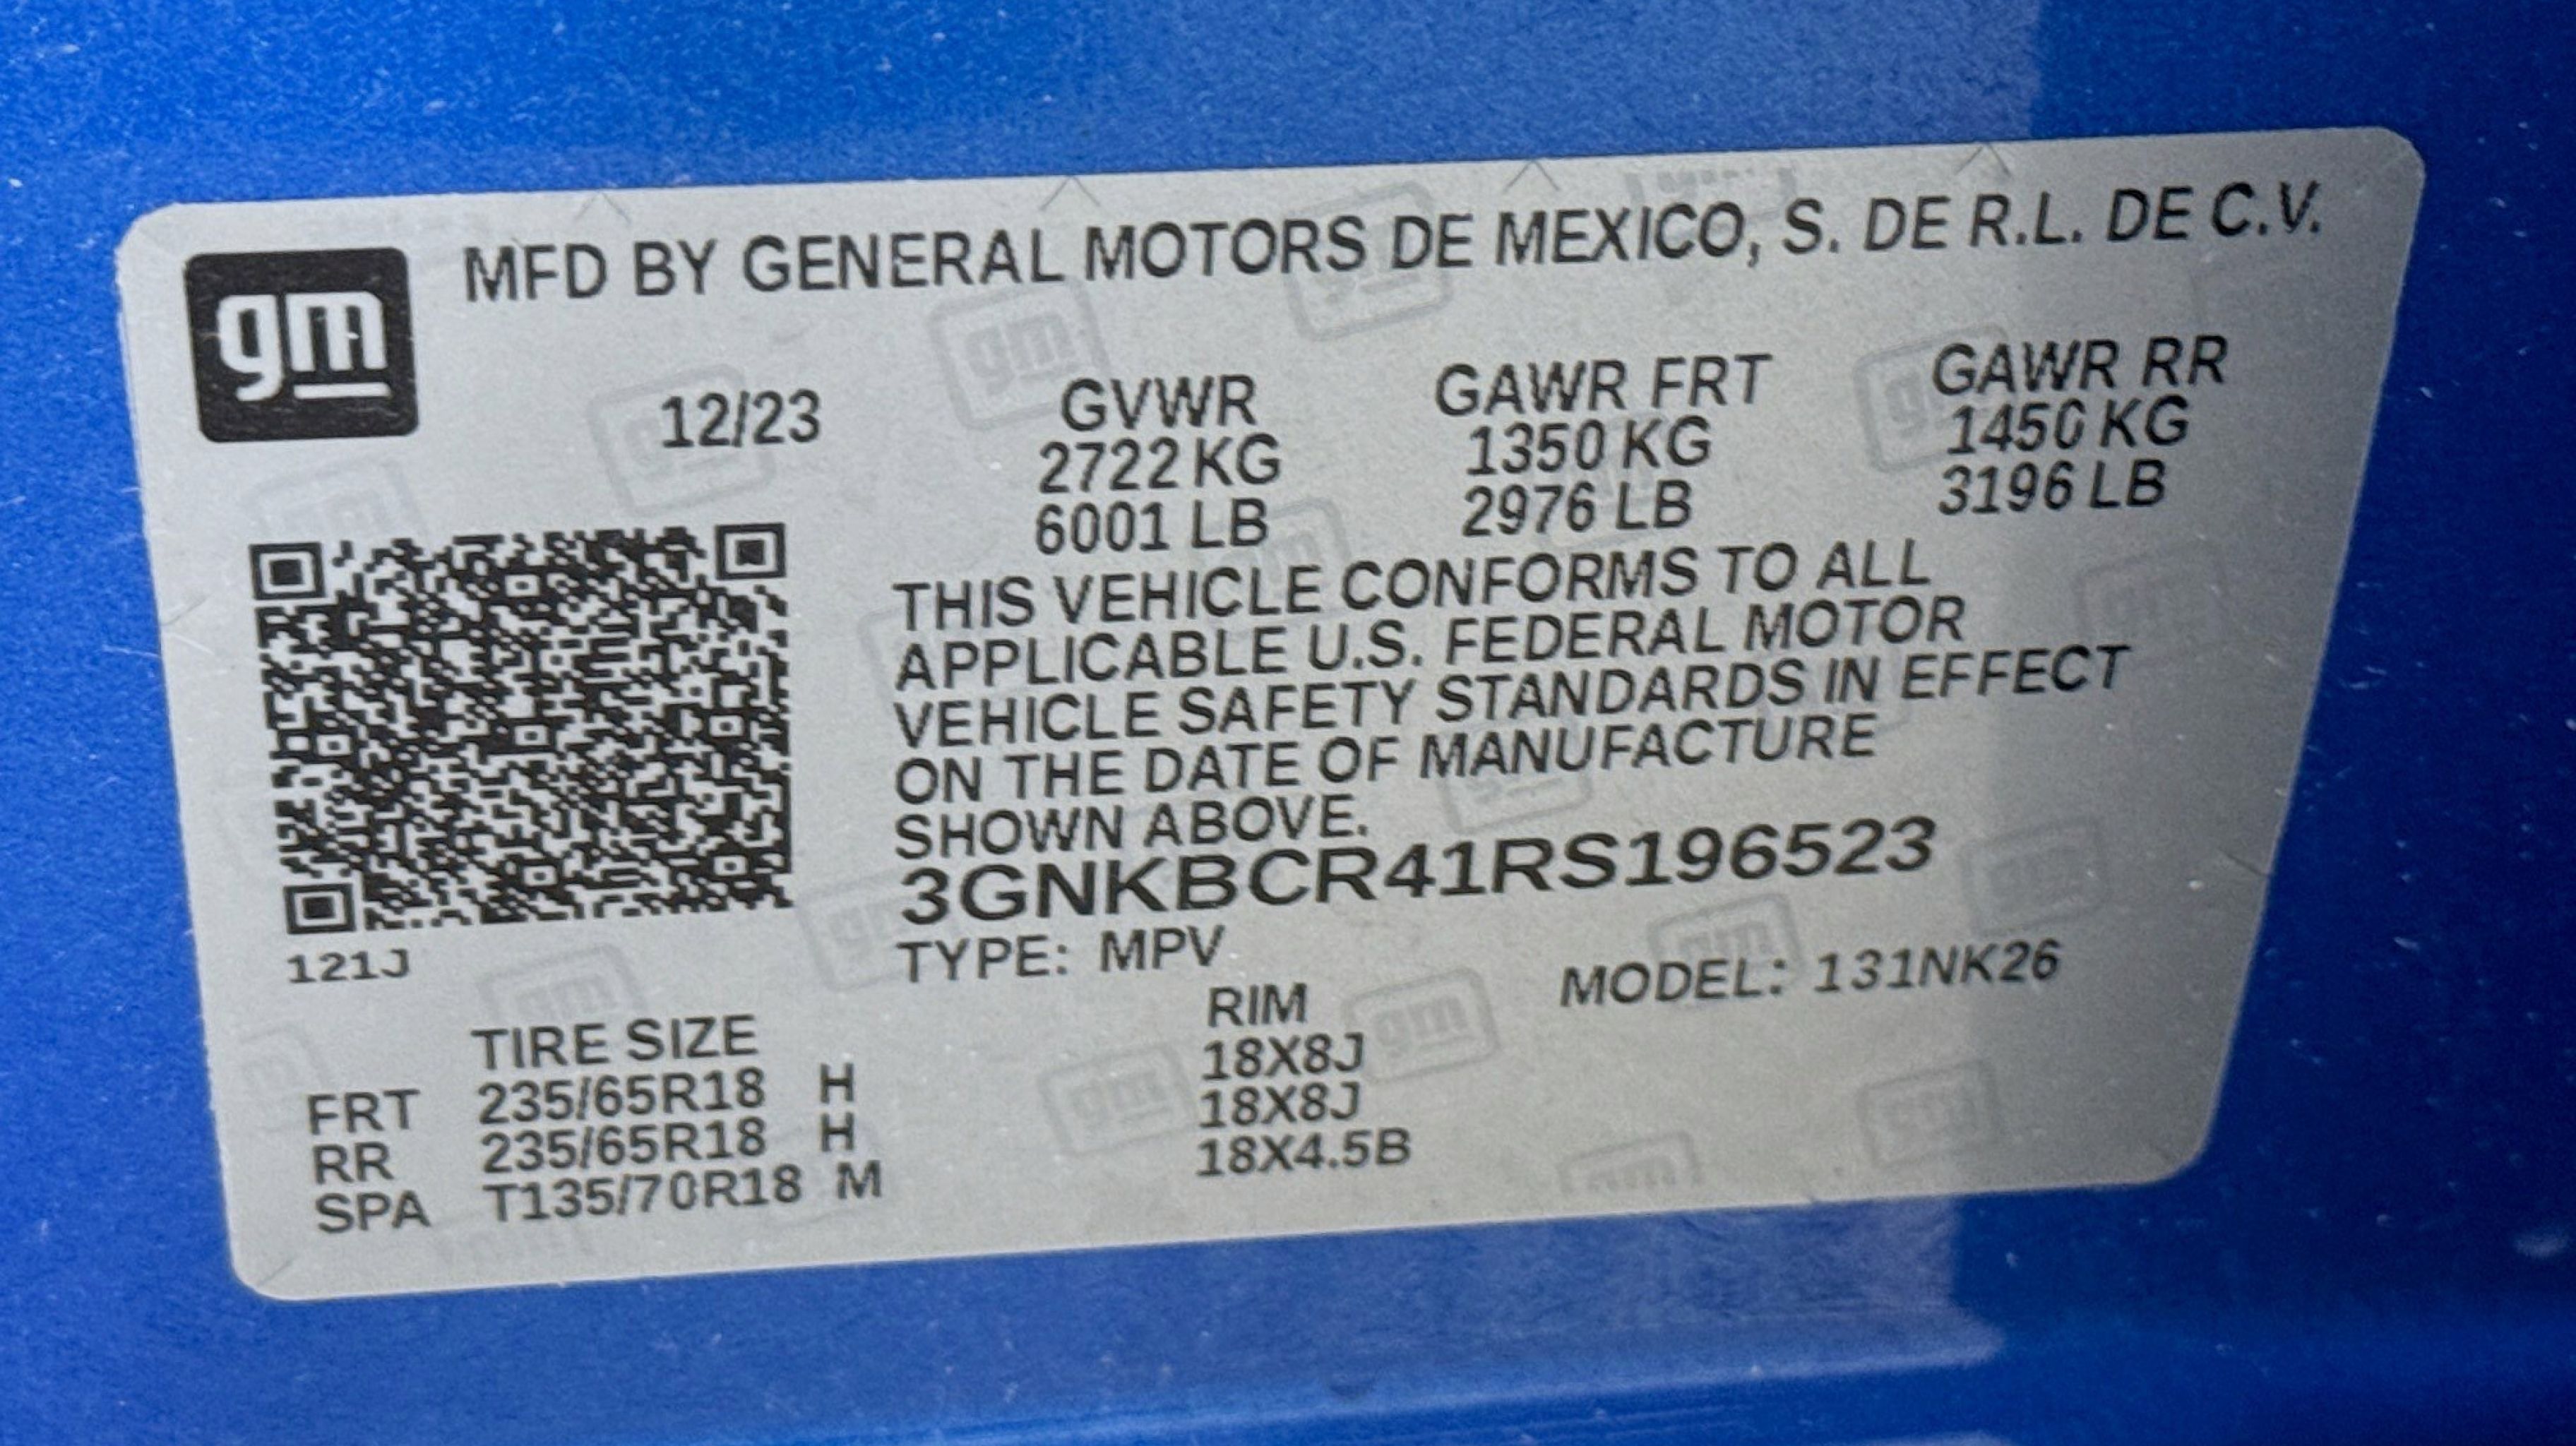 gm
MFD BY GENERAL MOTORS DE MEXICO, S. DE R.L. DE C.V.
12/23
GVWR
2722 KG
6001 LB
GAWR FRT
1350 KG
2976 LB
GAWR RR
1450 KG
3196 LB
THIS VEHICLE CONFORMS TO ALL
APPLICABLE U.S. FEDERAL MOTOR
VEHICLE SAFETY STANDARDS IN EFFECT
ON THE DATE OF MANUFACTURE
SHOWN ABOVE.
3GNKBCR41RS196523
121J
TYPE: MPV
MODEL: 131NK26
TIRE SIZE RIM
FRT 235/65R18 H 18X8J
RR 235/65R18 H 18X8J
SPA T135/70R18 M 18X4.5B